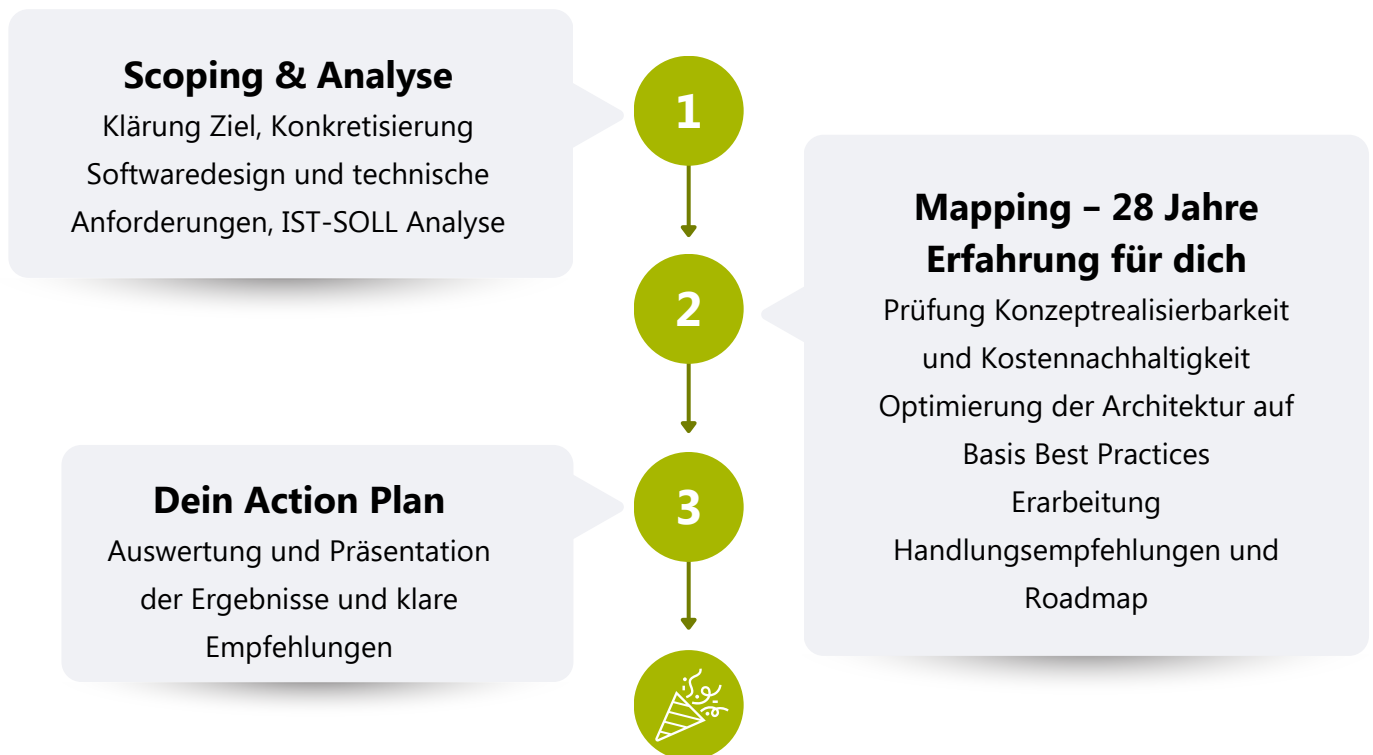 Scoping & Analyse
Klärung Ziel, Konkretisierung
Softwaredesign und technische
Anforderungen, IST-SOLL Analyse
1
2
Mapping – 28 Jahre
Erfahrung für dich
Prüfung Konzeptrealisierbarkeit
und Kostennachhaltigkeit
Optimierung der Architektur auf
Basis Best Practices
Erarbeitung
Handlungsempfehlungen und
Roadmap
Dein Action Plan
Auswertung und Präsentation
der Ergebnisse und klare
Empfehlungen
3